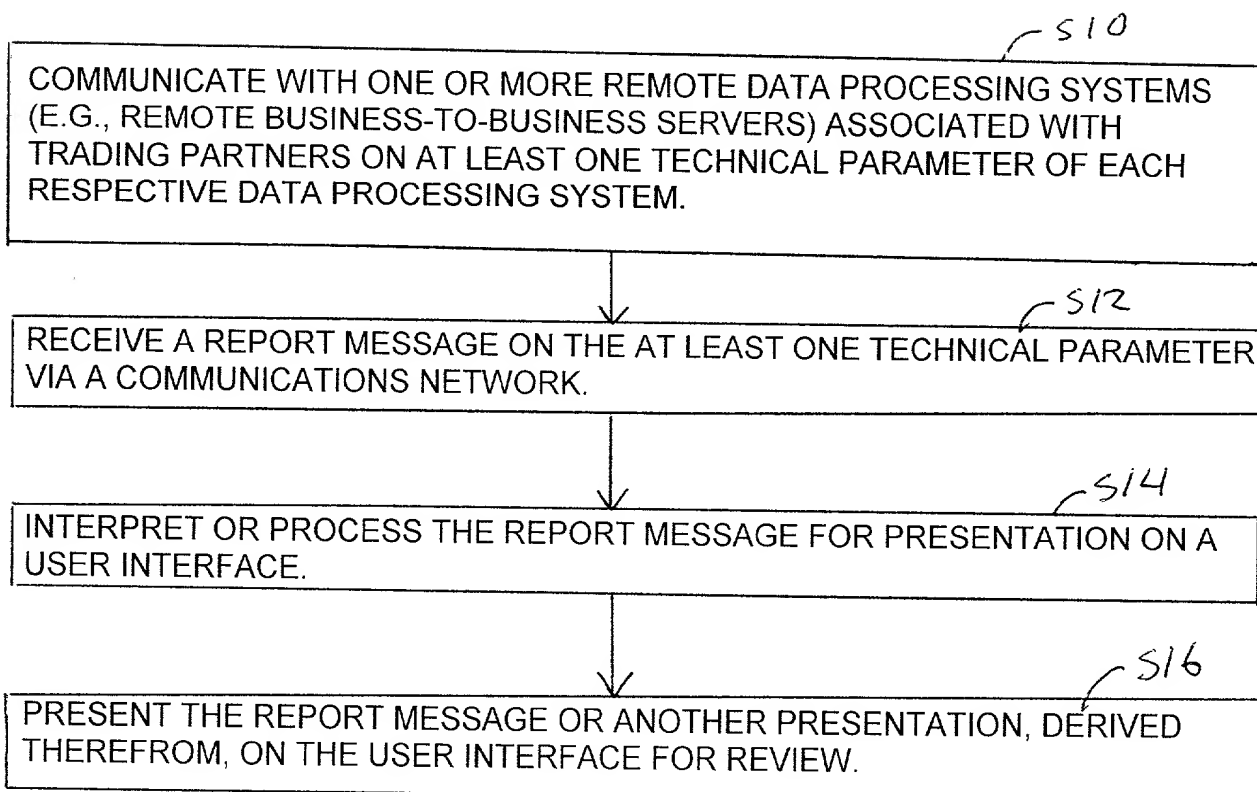 S10
COMMUNICATE WITH ONE OR MORE REMOTE DATA PROCESSING SYSTEMS
(E.G., REMOTE BUSINESS-TO-BUSINESS SERVERS) ASSOCIATED WITH
TRADING PARTNERS ON AT LEAST ONE TECHNICAL PARAMETER OF EACH
RESPECTIVE DATA PROCESSING SYSTEM.
S12
RECEIVE A REPORT MESSAGE ON THE AT LEAST ONE TECHNICAL PARAMETER
VIA A COMMUNICATIONS NETWORK.
S14
INTERPRET OR PROCESS THE REPORT MESSAGE FOR PRESENTATION ON A
USER INTERFACE.
S16
PRESENT THE REPORT MESSAGE OR ANOTHER PRESENTATION, DERIVED
THEREFROM, ON THE USER INTERFACE FOR REVIEW.